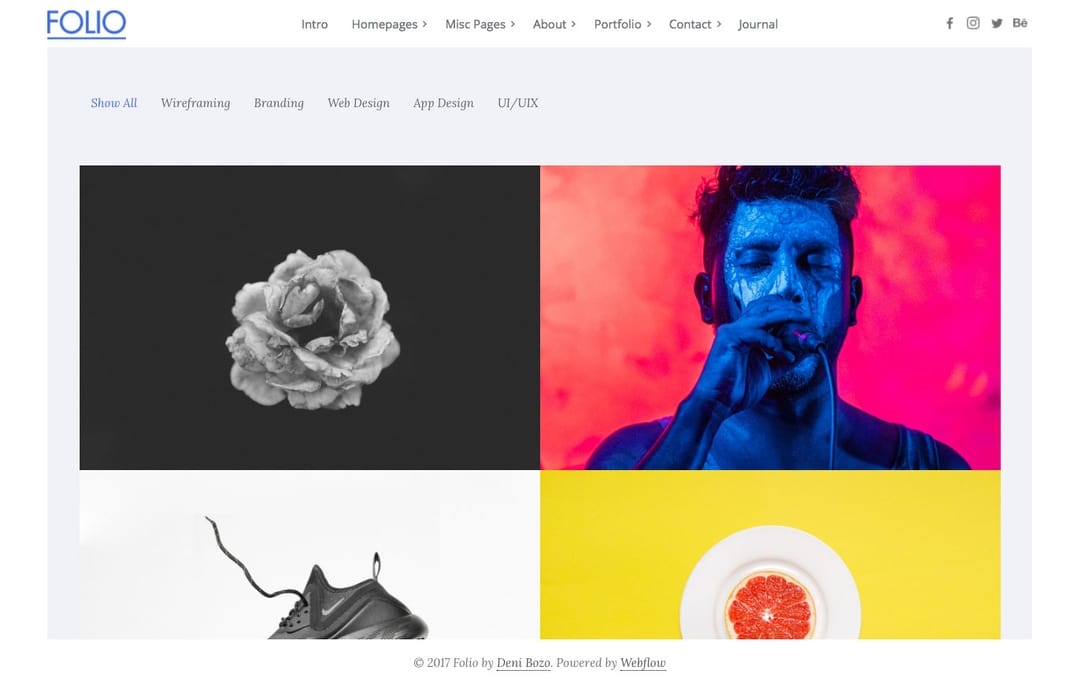 FOLIO
Intro Homepages Misc Pages About Portfolio Contact Journal Bē
Show All Wireframing Branding Web Design App Design UI/UIX
© 2017 Folio by Deni Bozo. Powered by Webflow